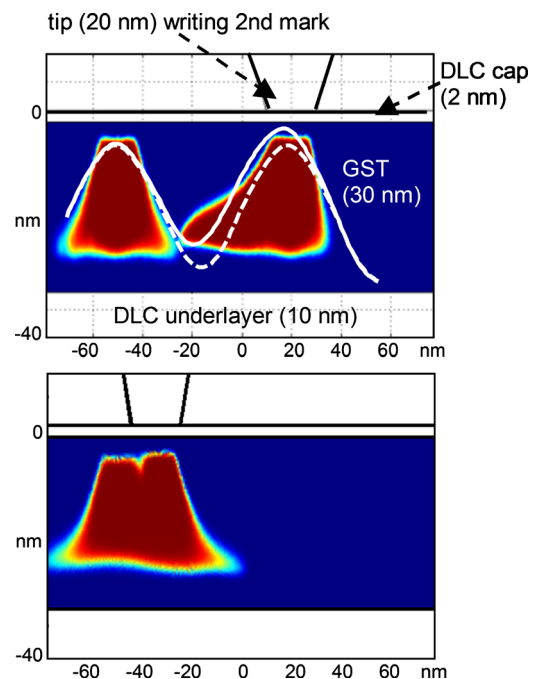 tip (20 nm) writing 2nd mark
DLC cap
(2 nm)
0
GST
(30 nm)
nm
DLC underlayer (10 nm)
-40
-60 -40 -20 0 20 40 60 nm
0
nm
-40
-60 -40 -20 0 20 40 60 nm